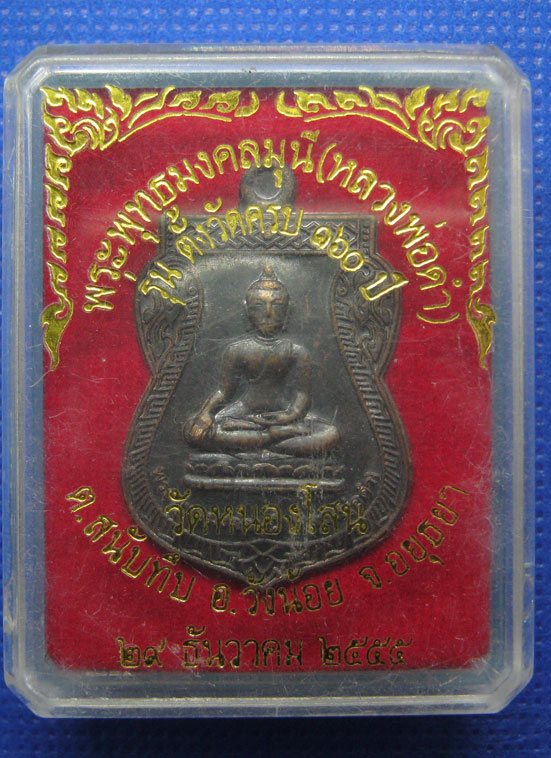 พระพุทธมงคลมุนี(หลวงพ่อดำ)
รุ่น ตั้งวัดครบ ๑๖๐ ปี
วัดหนองโสน
ต.สนับทึบ อ.วังน้อย จ.อยุธยา
๒๙ ธันวาคม ๒๕๕๕